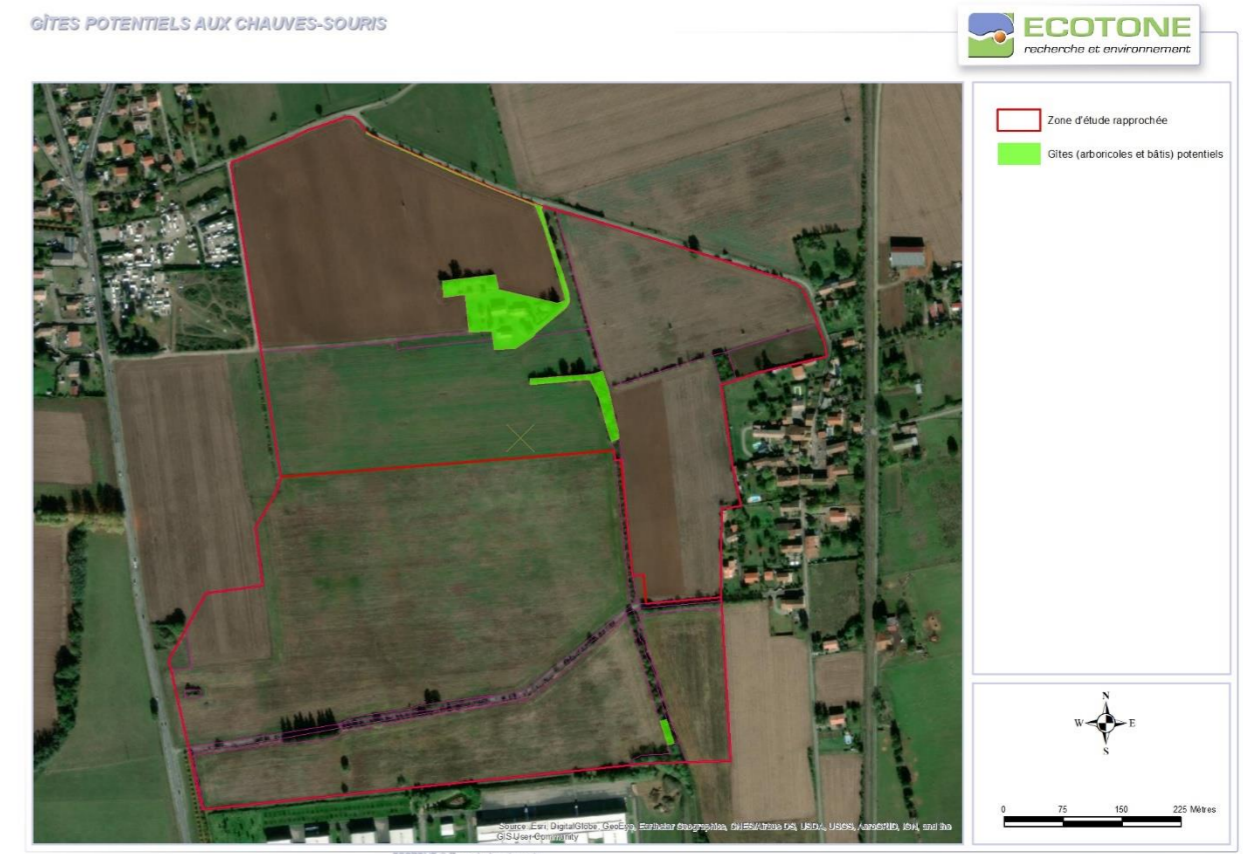 GÎTES POTENTIELS AUX CHAUVES-SOURIS
ECOTONE
recherche et environnement
Zone d'étude rapprochée
Gîtes (arboricoles et bâtis) potentiels
N
W E
S
0 75 150 225 Mètres
Source: Esri, DigitalGlobe, GeoEye, Earthstar Geographics, CNES/Airbus DS, USDA, USGS, AeroGRID, IGN, and the
GIS User Community